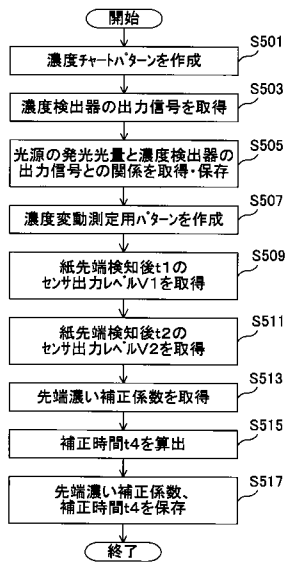 開始
濃度チャートパターンを作成
S501
濃度検出器の出力信号を取得
S503
光源の発光光量と濃度検出器の
出力信号との関係を取得・保存
S505
濃度変動測定用パターンを作成
S507
紙先端検知後t1の
センサ出力レベルV1を取得
S509
紙先端検知後t2の
センサ出力レベルV2を取得
S511
先端濃い補正係数を取得
S513
補正時間t4を算出
S515
先端濃い補正係数、
補正時間t4を保存
S517
終了